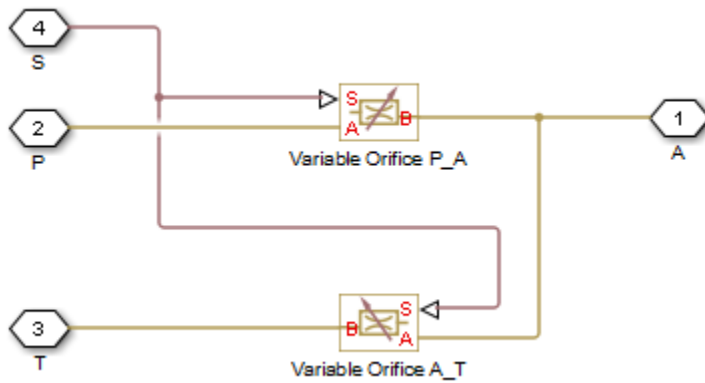 4
S
S
2
A
B
1
P
Variable Orifice P_A
A
S
3
B
A
T
Variable Orifice A_T